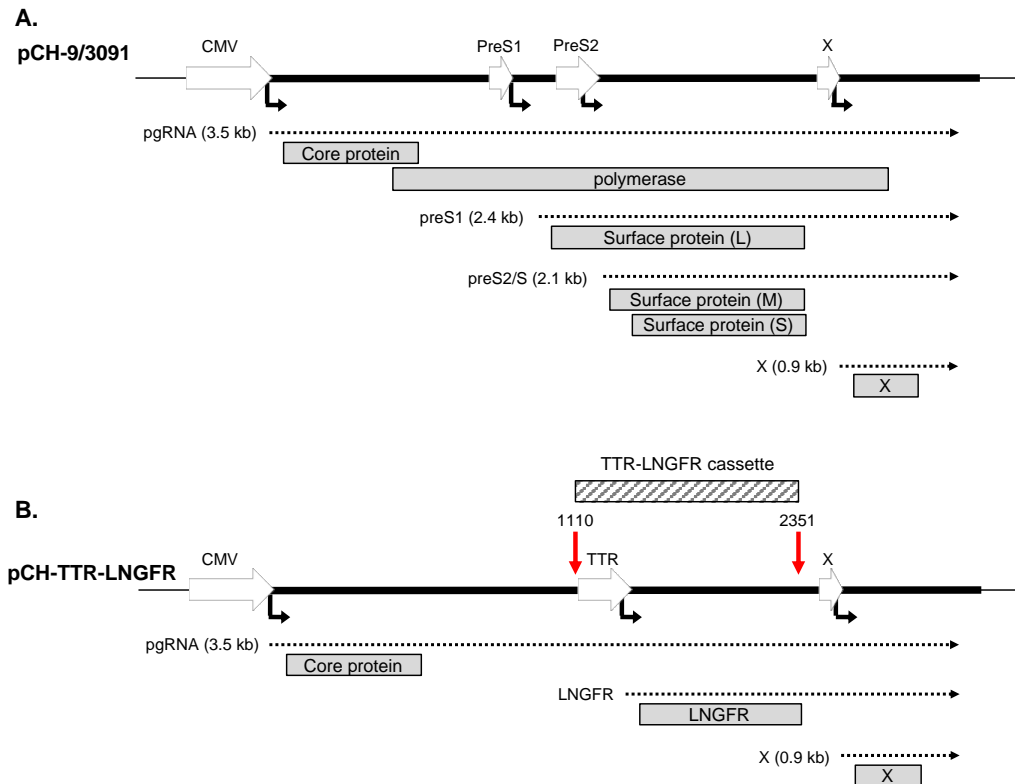 A.
pCH-9/3091
CMV
PreS1
PreS2
X
pgRNA (3.5 kb)
Core protein
polymerase
preS1 (2.4 kb)
Surface protein (L)
preS2/S (2.1 kb)
Surface protein (M)
Surface protein (S)
X (0.9 kb)
X
TTR-LNGFR cassette
B.
1110
2351
pCH-TTR-LNGFR
CMV
TTR
X
pgRNA (3.5 kb)
Core protein
LNGFR
LNGFR
X (0.9 kb)
X